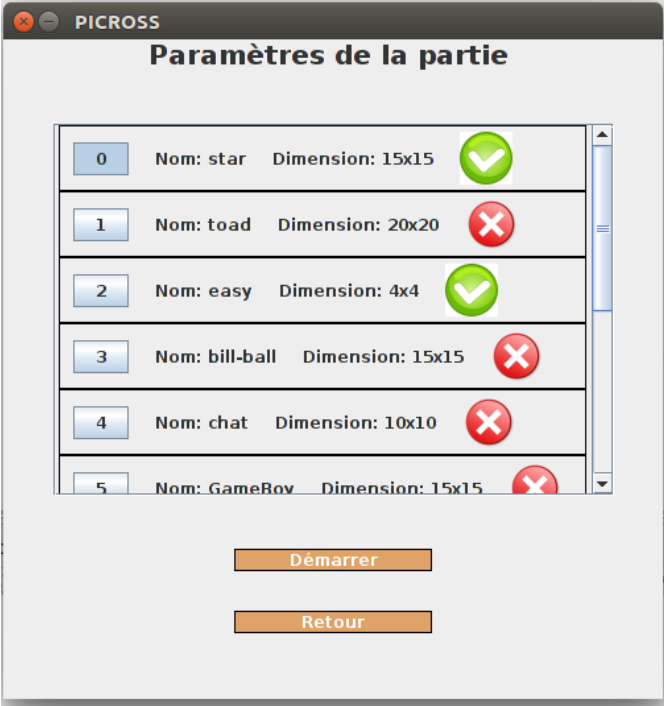 PICROSS
Paramètres de la partie
0 Nom: star Dimension: 15x15
1 Nom: toad Dimension: 20x20
2 Nom: easy Dimension: 4x4
3 Nom: bill-ball Dimension: 15x15
4 Nom: chat Dimension: 10x10
5 Nom: GameBoy Dimension: 15x15
Démarrer
Retour